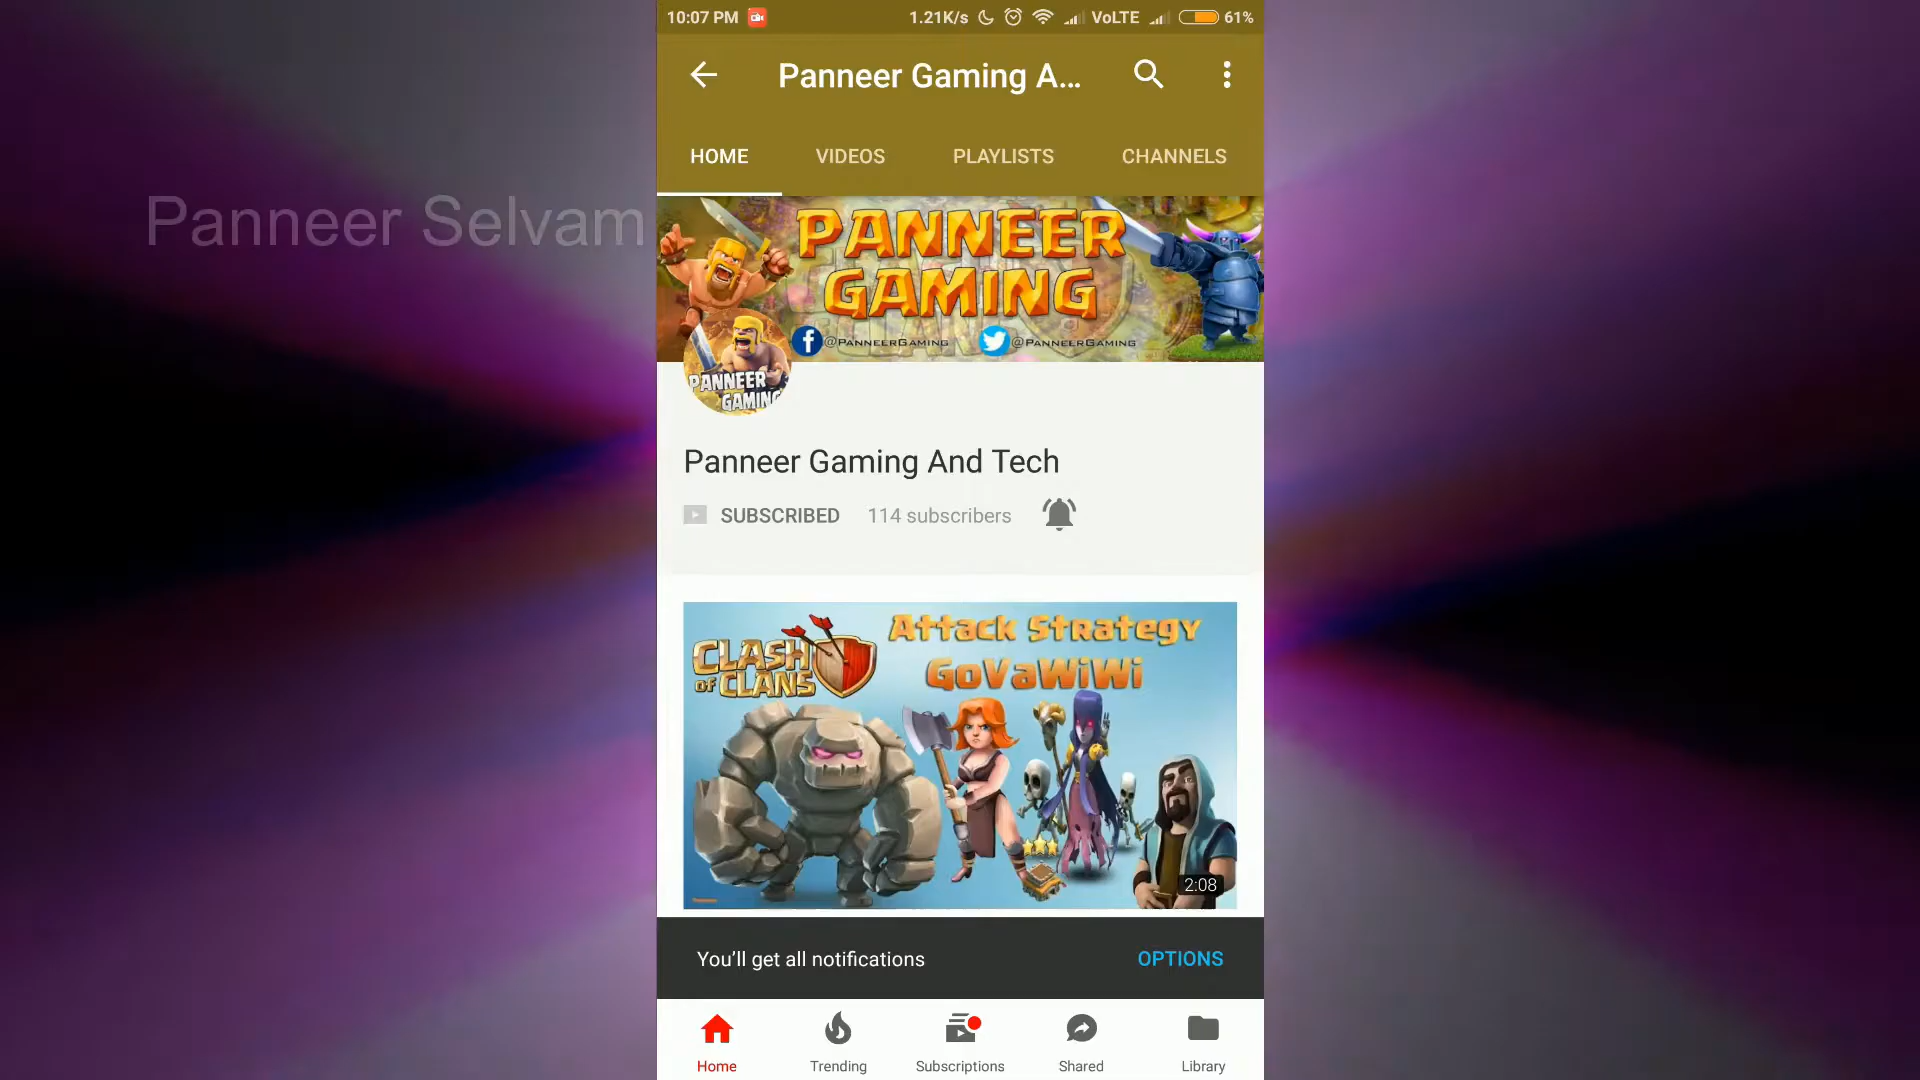 10:07 PM 1.21K/s VoLTE 61%
Panneer Gaming A...
HOME VIDEOS PLAYLISTS CHANNELS
Panneer Selvam
PANNEER
GAMING
@PANNEERGAMING @PANNEERGAMING
PANNEER
GAMING
Panneer Gaming And Tech
SUBSCRIBED 114 subscribers
Attack Strategy
GoVaWiWi
CLASH
OF CLANS
2:08
You'll get all notifications OPTIONS
Home Trending Subscriptions Shared Library